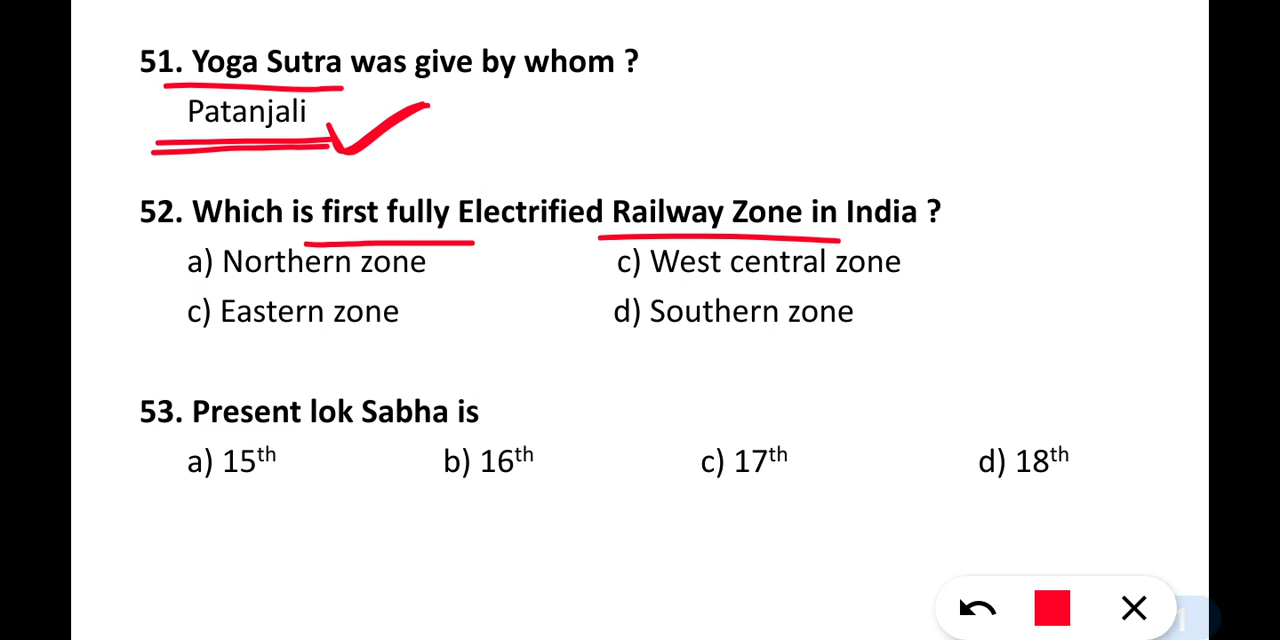 51. Yoga Sutra was give by whom ?
Patanjali
52. Which is first fully Electrified Railway Zone in India ?
a) Northern zone c) West central zone
c) Eastern zone d) Southern zone
53. Present lok Sabha is
a) 15th b) 16th c) 17th d) 18th